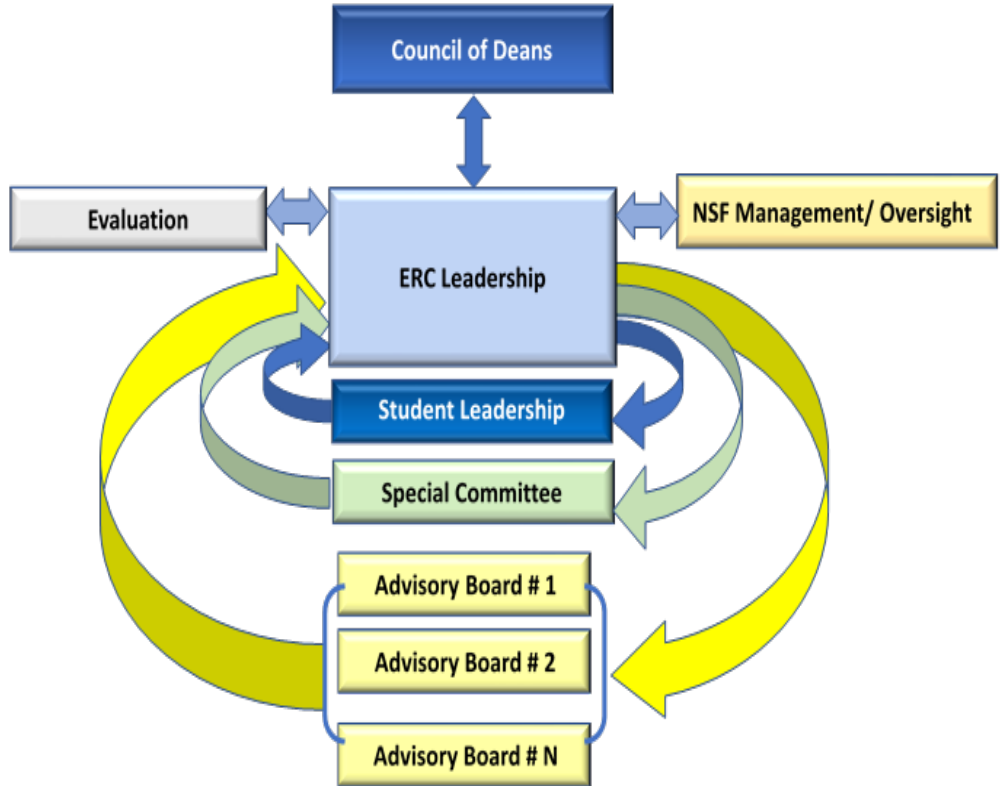 Council of Deans
Evaluation
NSF Management/ Oversight
ERC Leadership
Student Leadership
Special Committee
Advisory Board # 1
Advisory Board # 2
Advisory Board # N